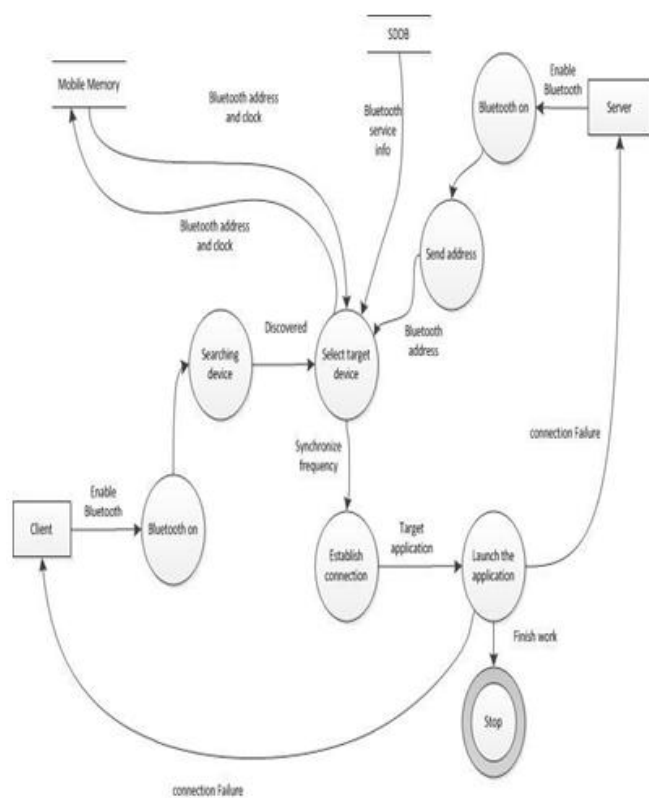 SDDB
Mobile Memory
Bluetooth address
and clock
Bluetooth
service
info
Enable
Bluetooth
Bluetooth on
Server
Bluetooth address
and clock
Send address
Bluetooth
address
Discovered
Searching
device
Select target
device
Synchronize
frequency
connection Failure
Enable
Bluetooth
Client
Bluetooth on
Establish
connection
Target
application
Launch the
application
Finish work
Stop
connection Failure